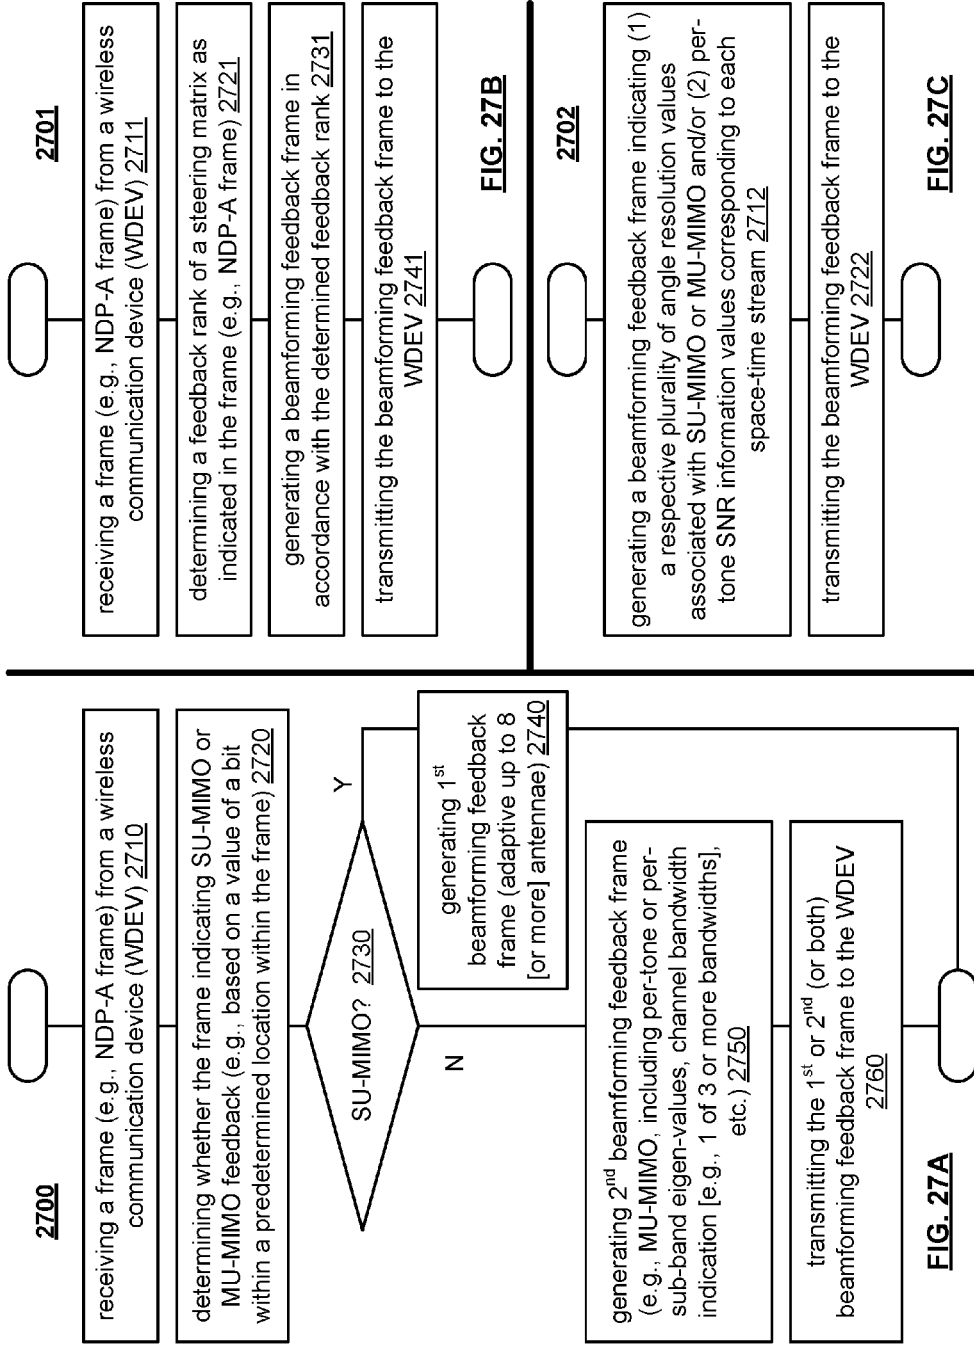 2700
receiving a frame (e.g., NDP-A frame) from a wireless
communication device (WDEV) 2710
determining whether the frame indicating SU-MIMO or
MU-MIMO feedback (e.g., based on a value of a bit
within a predetermined location within the frame) 2720
SU-MIMO? 2730
Y
N
generating 1st
beamforming feedback
frame (adaptive up to 8
[or more] antennae) 2740
generating 2nd beamforming feedback frame
(e.g., MU-MIMO, including per-tone or per-
sub-band eigen-values, channel bandwidth
indication [e.g., 1 of 3 or more bandwidths],
etc.) 2750
transmitting the 1st or 2nd (or both)
beamforming feedback frame to the WDEV
2760
FIG. 27A
2701
receiving a frame (e.g., NDP-A frame) from a wireless
communication device (WDEV) 2711
determining a feedback rank of a steering matrix as
indicated in the frame (e.g., NDP-A frame) 2721
generating a beamforming feedback frame in
accordance with the determined feedback rank 2731
transmitting the beamforming feedback frame to the
WDEV 2741
FIG. 27B
2702
generating a beamforming feedback frame indicating (1)
a respective plurality of angle resolution values
associated with SU-MIMO or MU-MIMO and/or (2) per-
tone SNR information values corresponding to each
space-time stream 2712
transmitting the beamforming feedback frame to the
WDEV 2722
FIG. 27C